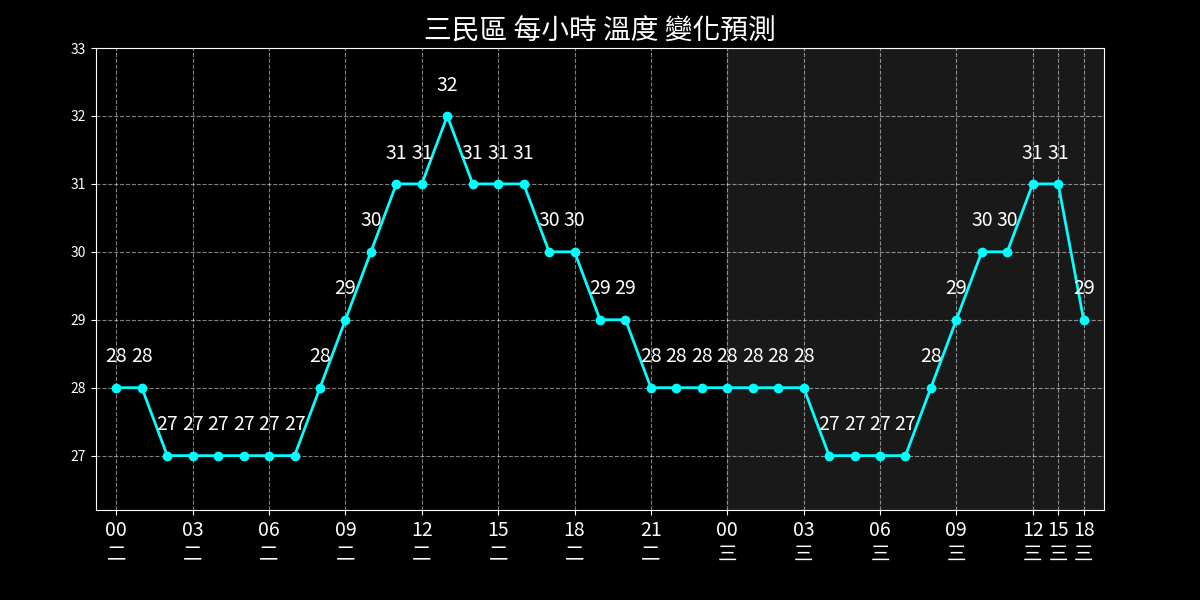 三民區 每小時 溫度 變化預測
33
32
32
31 31 31 31 31 31 31
31
30 30 30 30 30
30
29 29 29 29 29
29
28 28 28 28 28 28 28 28 28 28 28
28
27 27 27 27 27 27 27 27 27 27
27
00 03 06 09 12 15 18 21 00 03 06 09 12 15 18
二 二 二 二 二 二 二 二 三 三 三 三 三 三 三